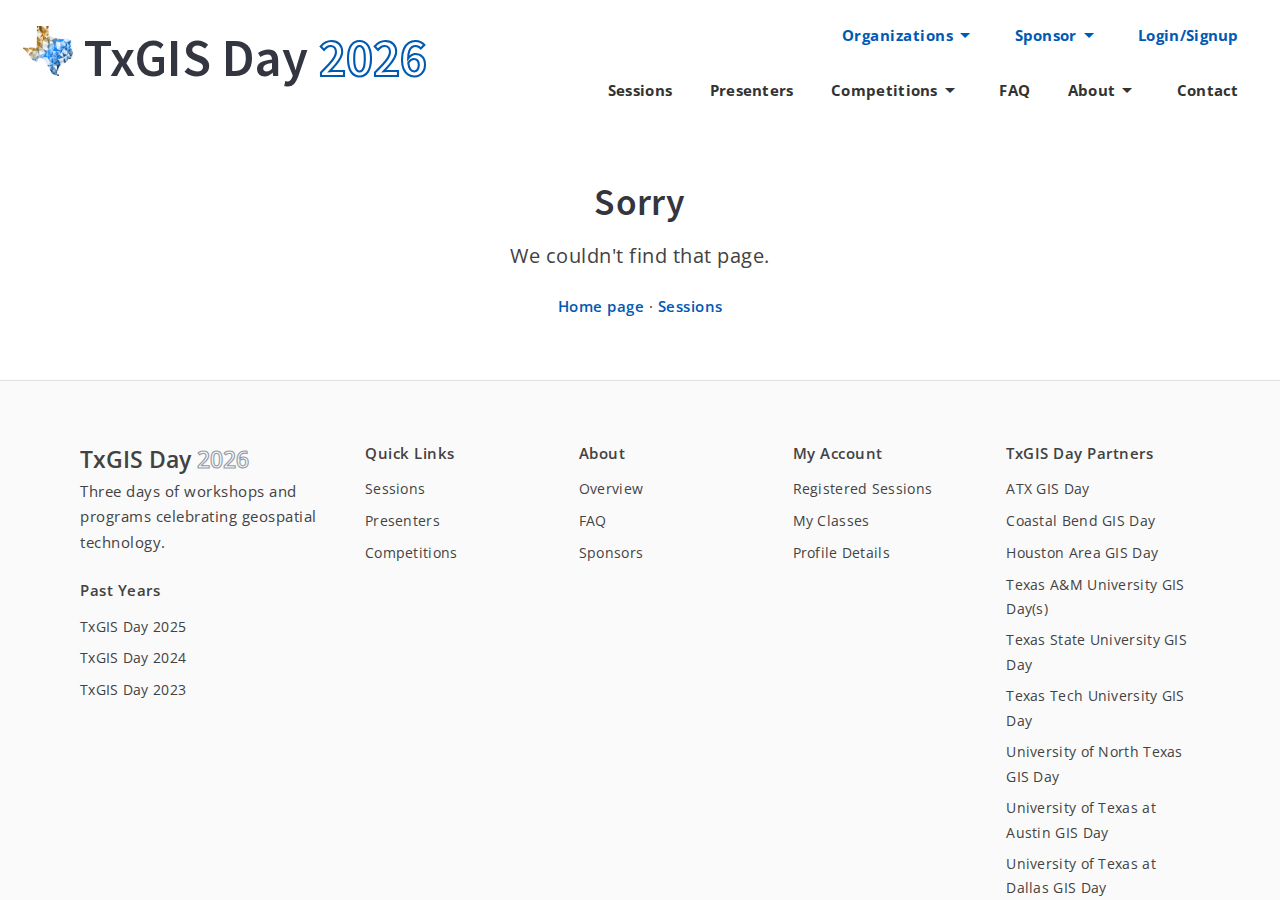 TxGIS Day 2026
Organizations
Sponsor
Login/Signup
Sessions
Presenters
Competitions
FAQ
About
Contact
Sorry
We couldn't find that page.
Home page · Sessions
TxGIS Day 2026
Three days of workshops and
programs celebrating geospatial
technology.
Past Years
TxGIS Day 2025
TxGIS Day 2024
TxGIS Day 2023
Quick Links
Sessions
Presenters
Competitions
About
Overview
FAQ
Sponsors
My Account
Registered Sessions
My Classes
Profile Details
TxGIS Day Partners
ATX GIS Day
Coastal Bend GIS Day
Houston Area GIS Day
Texas A&M University GIS
Day(s)
Texas State University GIS
Day
Texas Tech University GIS
Day
University of North Texas
GIS Day
University of Texas at
Austin GIS Day
University of Texas at
Dallas GIS Day